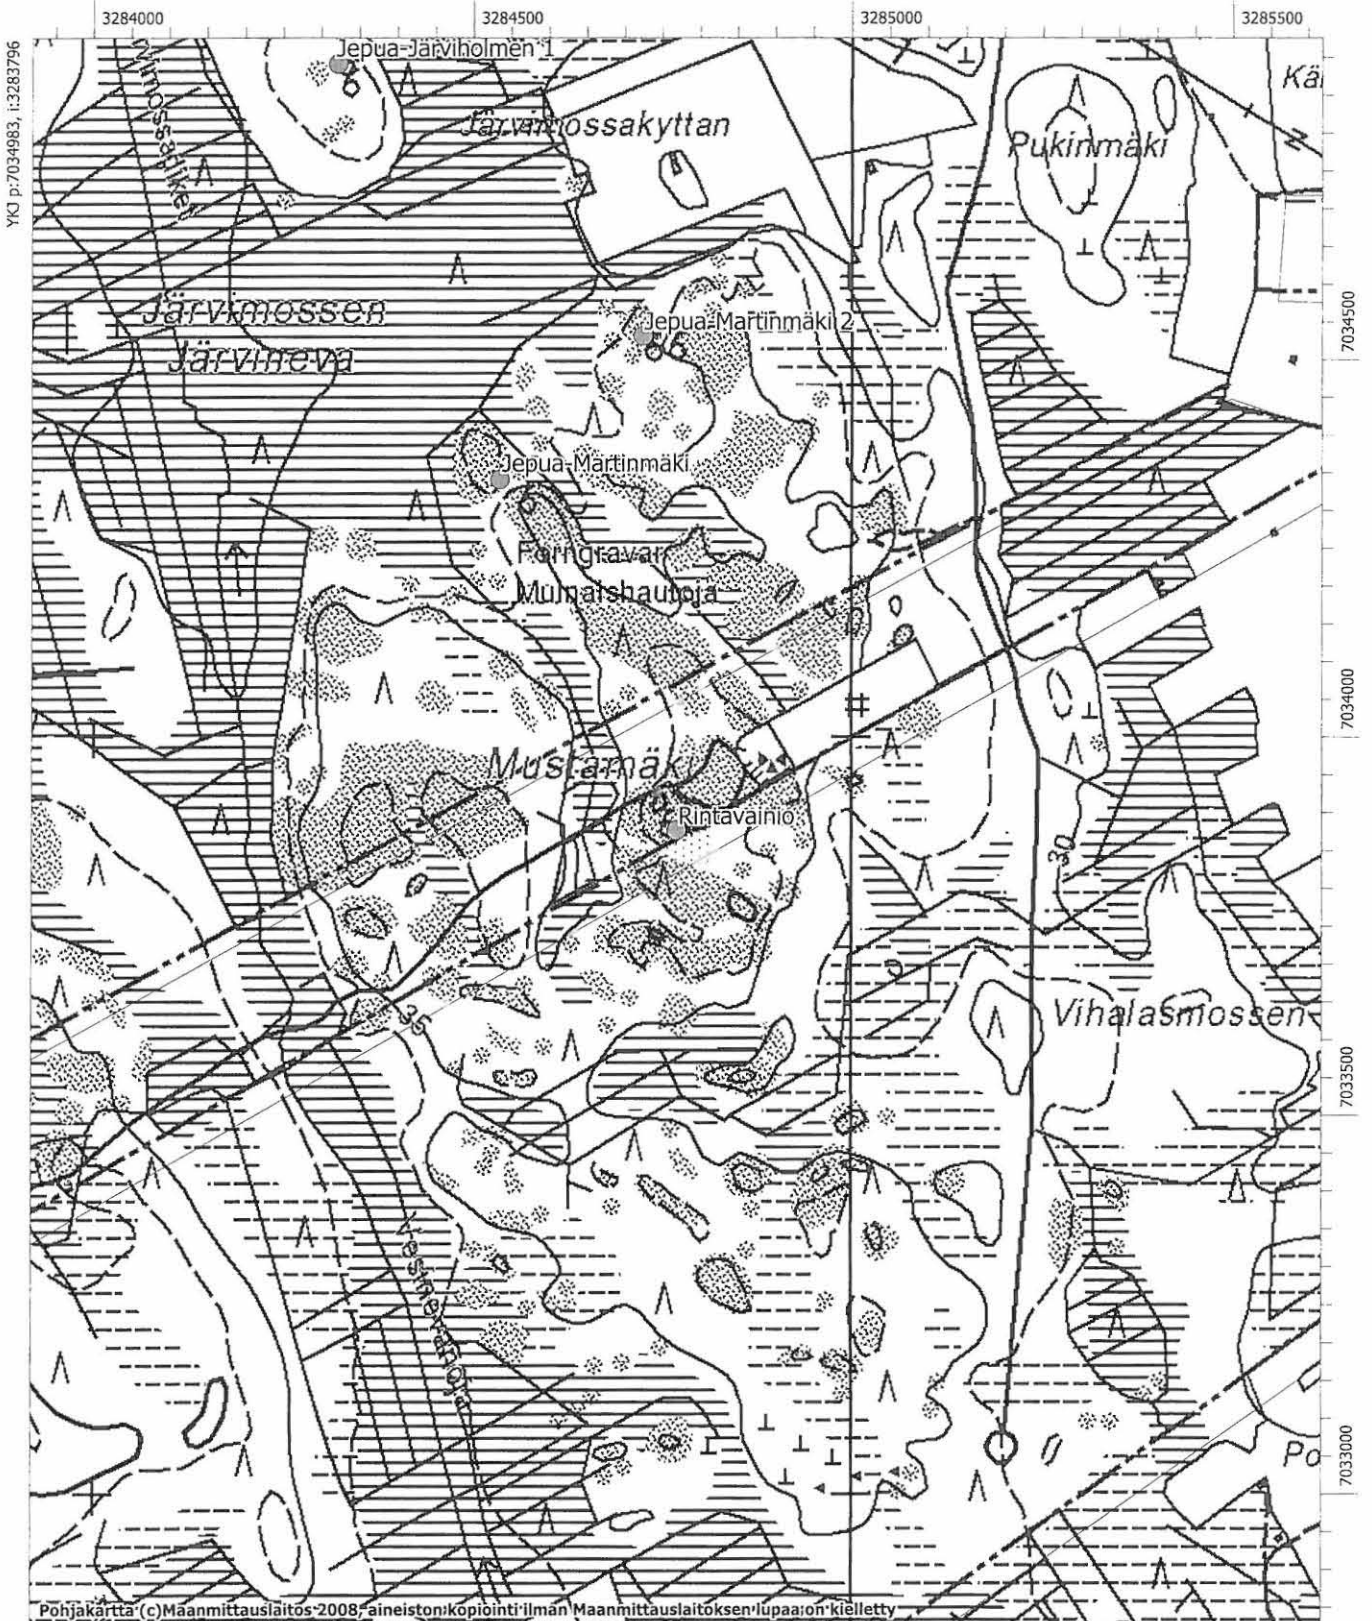 3284000
3284500
3285000
3285500
YKJ p:7034983, i:3283796
Jepua-Järviholmen 1
Järvimossakyttan
Pukinmäki
Järvimossen
Järvineva
Jepua-Martinmäki 2
7034500
Jepua-Martinmäki
Forngravar
Muinaishautoja
7034000
Mustamäki
Rintavainio
30
35
Vihalasmossen
7033500
7033000
Po
Pohjakartta (c)Maanmittauslaitos 2008, aineiston kopiointi ilman Maanmittauslaitoksen lupaa on kielletty